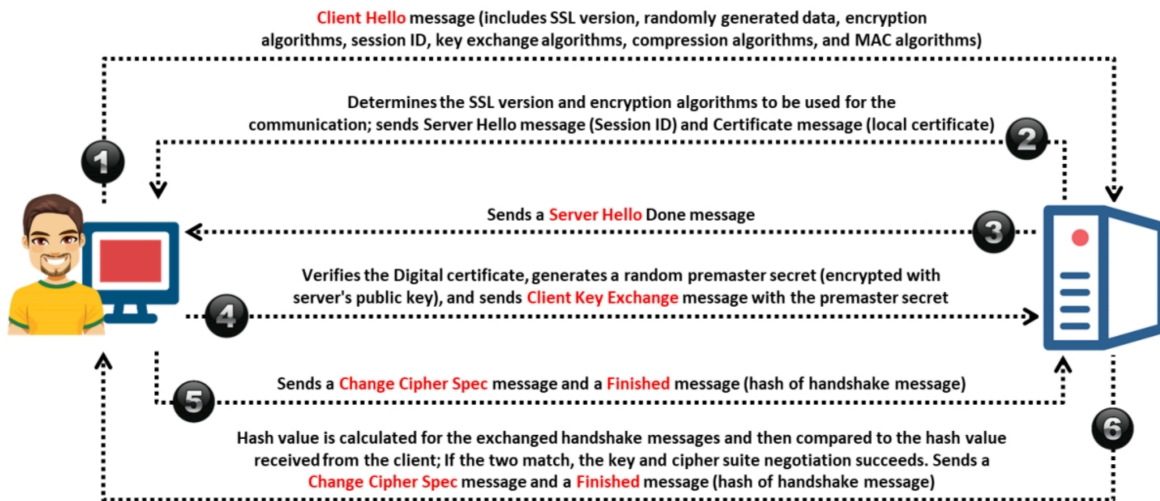 Client Hello message (includes SSL version, randomly generated data, encryption
algorithms, session ID, key exchange algorithms, compression algorithms, and MAC algorithms)
1
Determines the SSL version and encryption algorithms to be used for the
communication; sends Server Hello message (Session ID) and Certificate message (local certificate)
2
Sends a Server Hello Done message
3
Verifies the Digital certificate, generates a random premaster secret (encrypted with
server's public key), and sends Client Key Exchange message with the premaster secret
4
Sends a Change Cipher Spec message and a Finished message (hash of handshake message)
5
Hash value is calculated for the exchanged handshake messages and then compared to the hash value
received from the client; If the two match, the key and cipher suite negotiation succeeds. Sends a
Change Cipher Spec message and a Finished message (hash of handshake message)
6